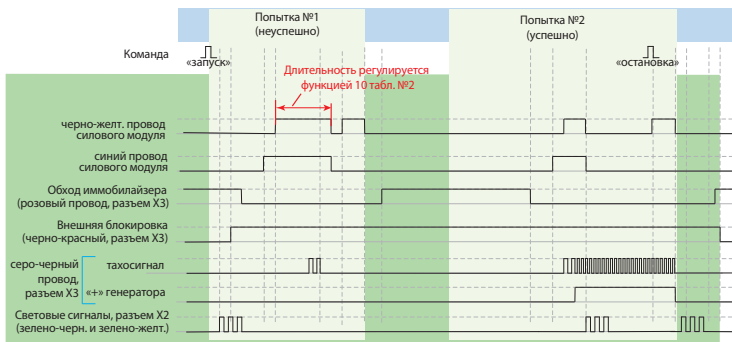 Попытка №1
(неуспешно)
Попытка №2
(успешно)
Команда
«запуск»
«остановка»
Длительность регулируется
функцией 10 табл. №2
черно-желт. провод
силового модуля
синий провод
силового модуля
Обход иммобилайзера
(розовый провод, разъем X3)
Внешняя блокировка
(черно-красный, разъем X3)
серо-черный
провод,
разъем X3
тахосигнал
«+» генератора
Световые сигналы, разъем X2
(зелено-черн. и зелено-желт.)